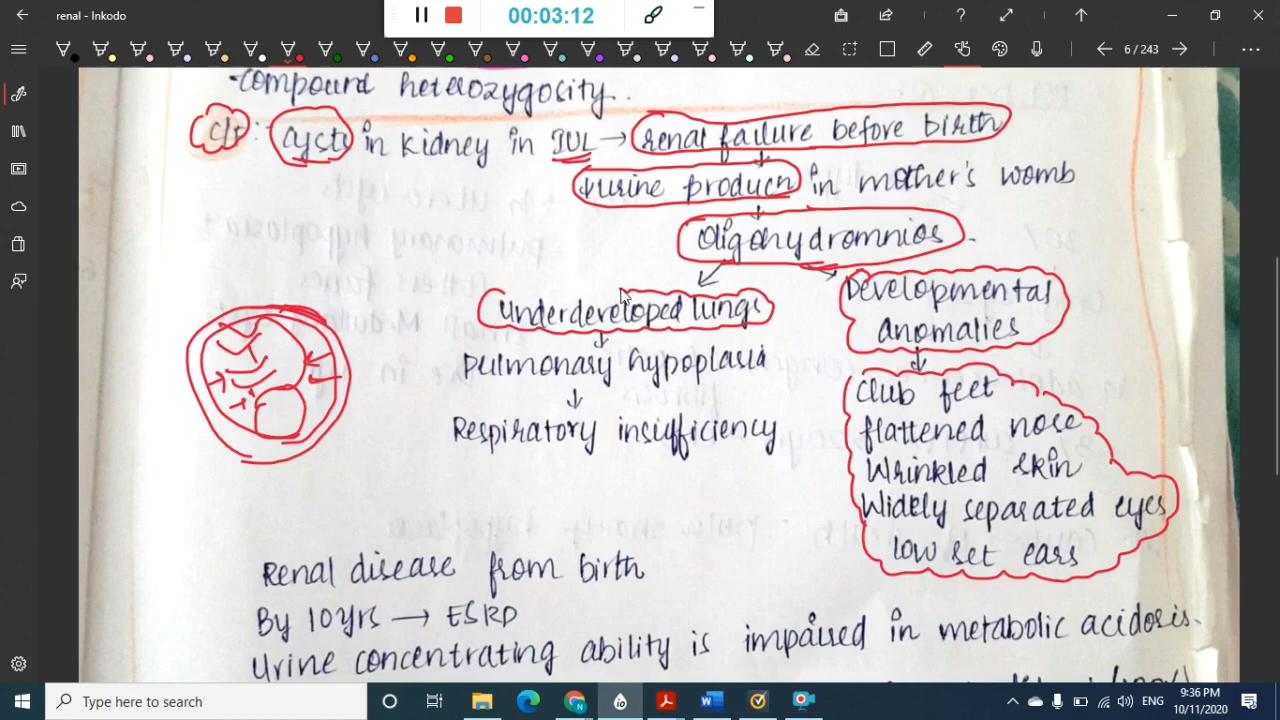 renal - Inkodo
00:03:12
6 / 243
-Compound heterozygosity.
C/f: Cysts in kidney in IUL → renal failure before birth
↓
↓urine producn in mother's womb
↓
Oligohydromnios.
Underdeveloped lungs
Developmental anomalies
↓
Pulmonary hypoplasia
↓
Respiratory insufficiency
↓
Club feet
flattened nose
Wrinkled skin
Widely separated eyes
low set ears
Renal disease from birth
By 10yrs → ESRD
Urine concentrating ability is impaired in metabolic acidosis.
Type here to search
ENG
9:36 PM
10/11/2020